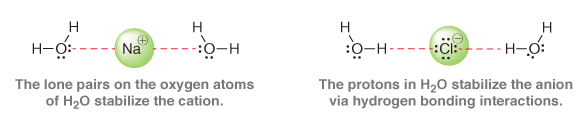 H H H H
H–O: Na⊕ :O–H :O–H :Cl:⊖ H–O:
The lone pairs on the oxygen atoms
of H₂O stabilize the cation.
The protons in H₂O stabilize the anion
via hydrogen bonding interactions.